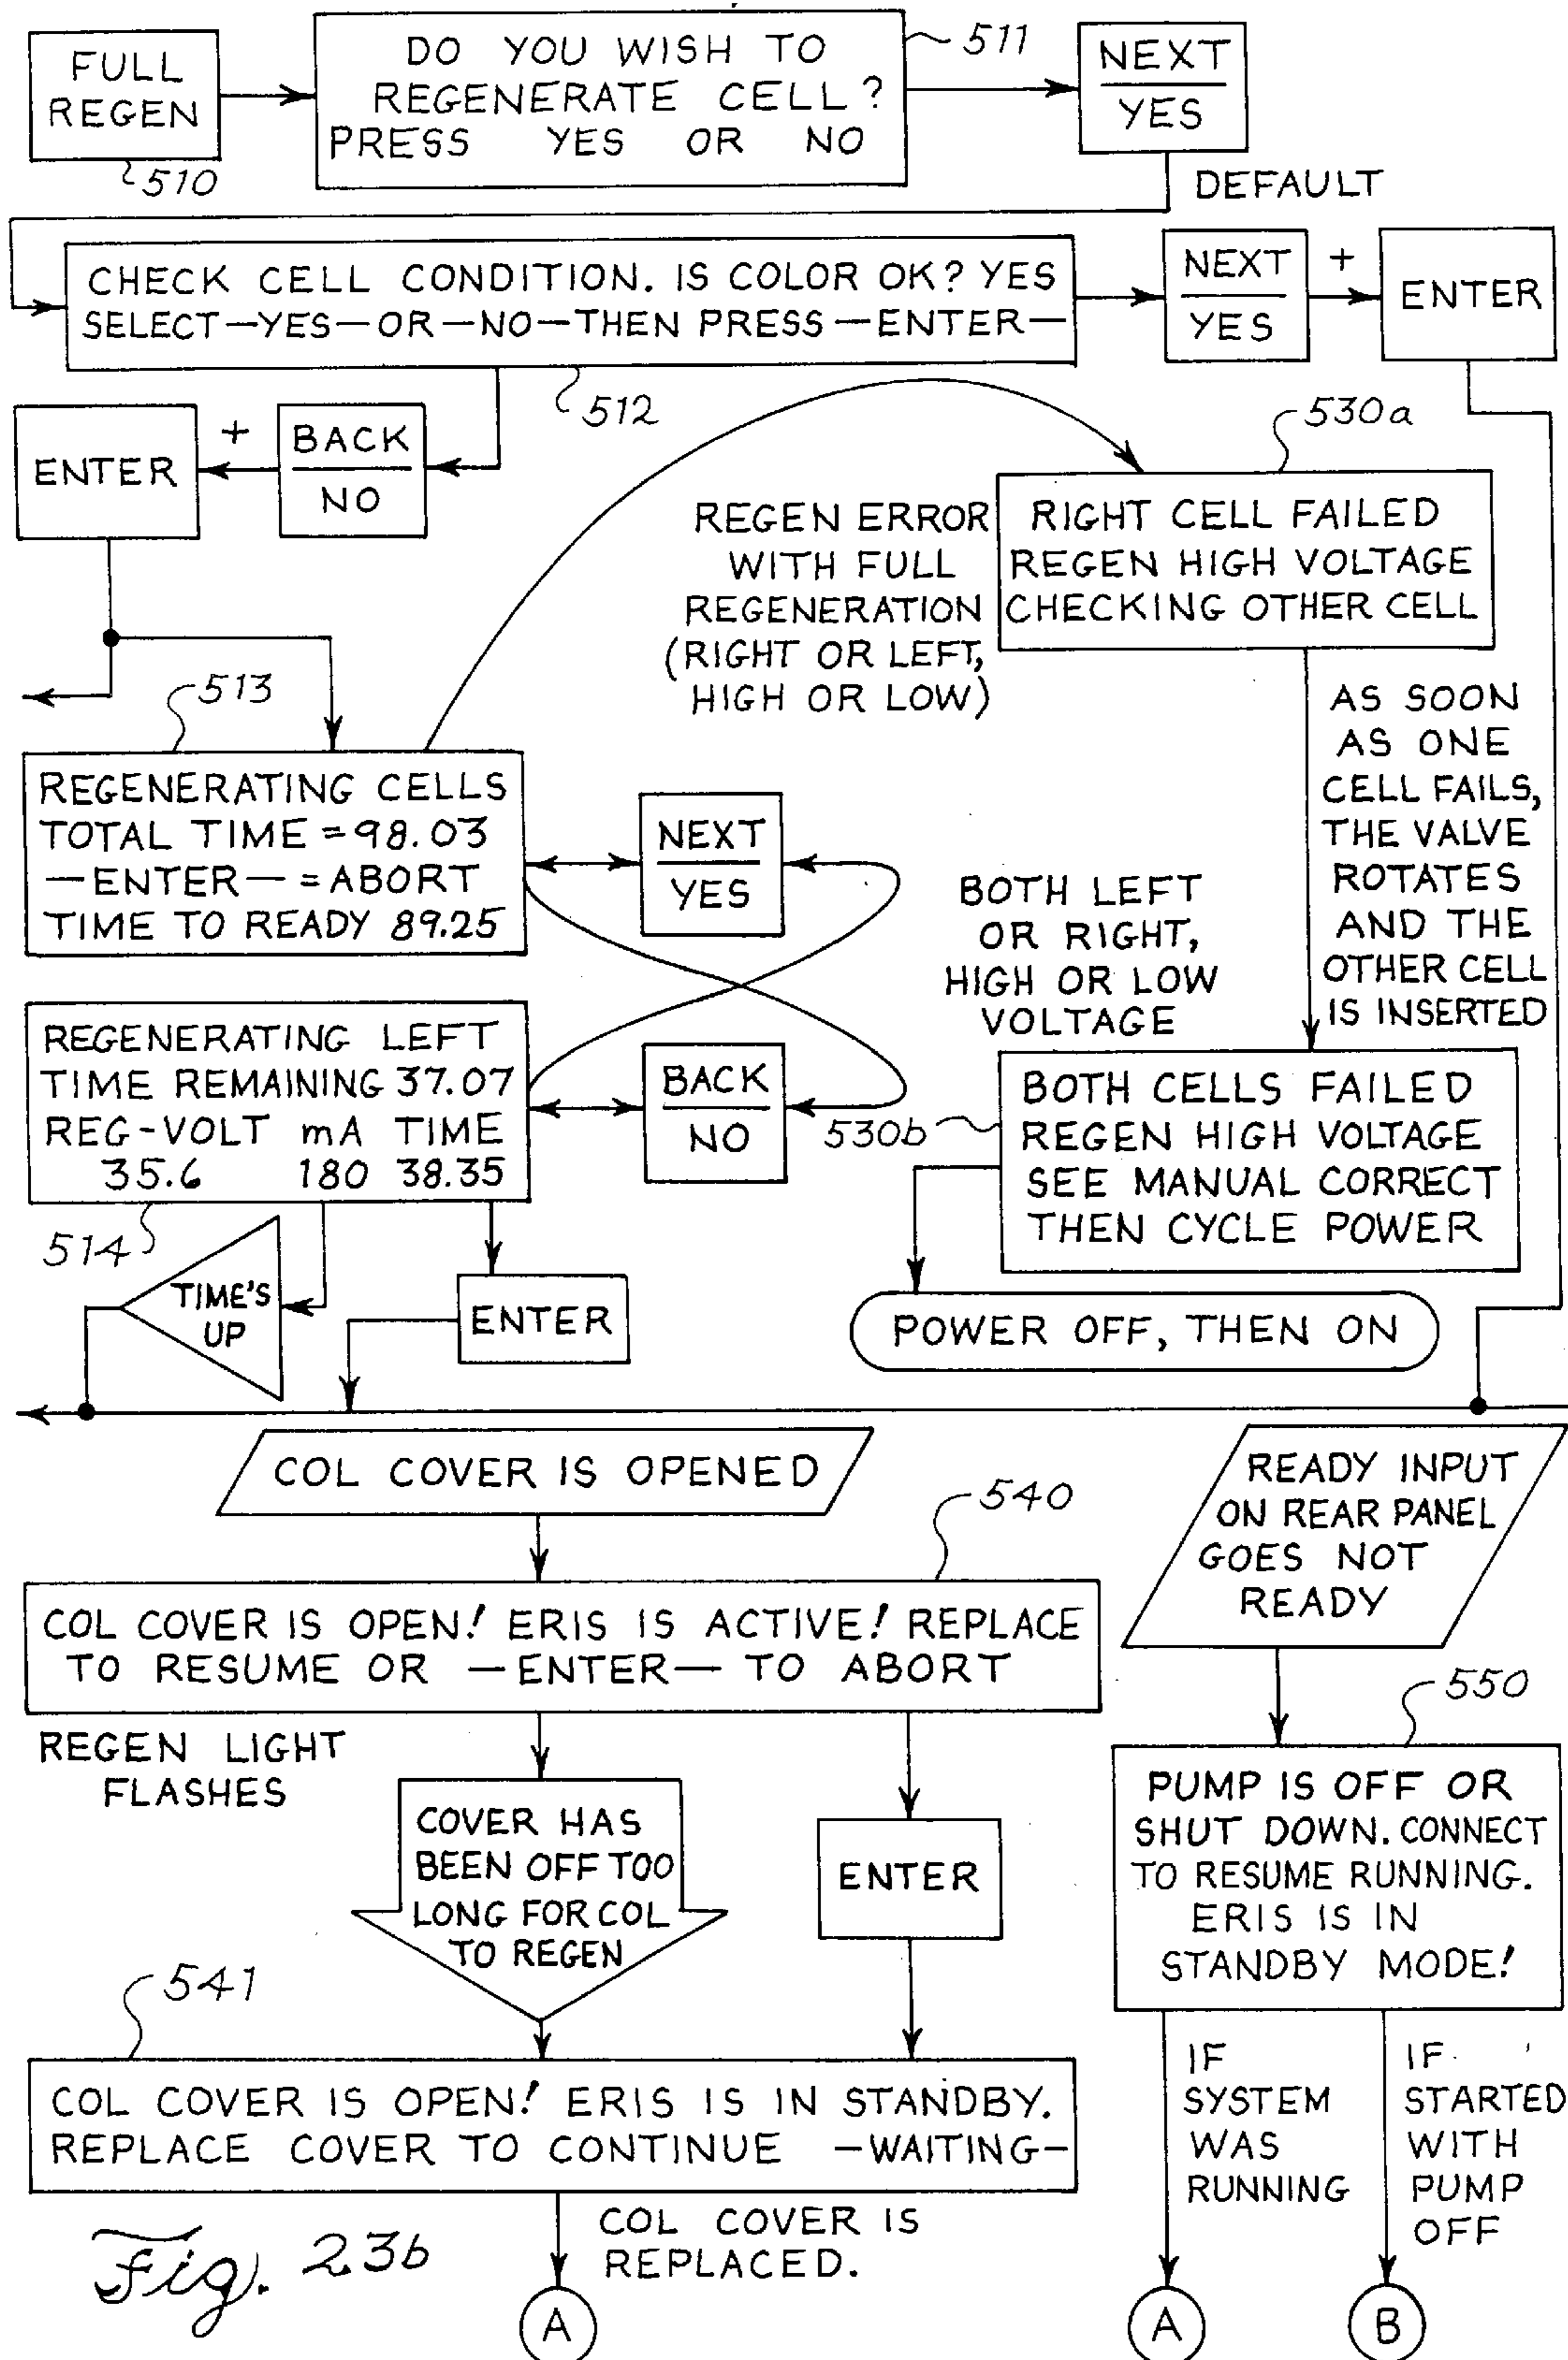 FULL
REGEN
510
DO YOU WISH TO
REGENERATE CELL?
PRESS YES OR NO
511
NEXT
YES
DEFAULT
CHECK CELL CONDITION. IS COLOR OK? YES
SELECT—YES—OR—NO—THEN PRESS—ENTER—
512
NEXT
YES
+
ENTER
ENTER
+
BACK
NO
530a
REGEN ERROR
WITH FULL
REGENERATION
(RIGHT OR LEFT,
HIGH OR LOW)
RIGHT CELL FAILED
REGEN HIGH VOLTAGE
CHECKING OTHER CELL
AS SOON
AS ONE
CELL FAILS,
THE VALVE
ROTATES
AND THE
OTHER CELL
IS INSERTED
513
REGENERATING CELLS
TOTAL TIME = 98.03
—ENTER— = ABORT
TIME TO READY 89.25
NEXT
YES
BOTH LEFT
OR RIGHT,
HIGH OR LOW
VOLTAGE
REGENERATING LEFT
TIME REMAINING 37.07
REG-VOLT mA TIME
35.6 180 38.35
514
BACK
NO
530b
BOTH CELLS FAILED
REGEN HIGH VOLTAGE
SEE MANUAL CORRECT
THEN CYCLE POWER
TIME'S
UP
ENTER
POWER OFF, THEN ON
COL COVER IS OPENED
READY INPUT
ON REAR PANEL
GOES NOT
READY
540
COL COVER IS OPEN! ERIS IS ACTIVE! REPLACE
TO RESUME OR —ENTER— TO ABORT
550
REGEN LIGHT
FLASHES
COVER HAS
BEEN OFF TOO
LONG FOR COL
TO REGEN
ENTER
PUMP IS OFF OR
SHUT DOWN. CONNECT
TO RESUME RUNNING.
ERIS IS IN
STANDBY MODE!
541
COL COVER IS OPEN! ERIS IS IN STANDBY.
REPLACE COVER TO CONTINUE -WAITING-
IF
SYSTEM
WAS
RUNNING
IF
STARTED
WITH
PUMP
OFF
COL COVER IS
REPLACED.
Fig. 23b
A
A
B